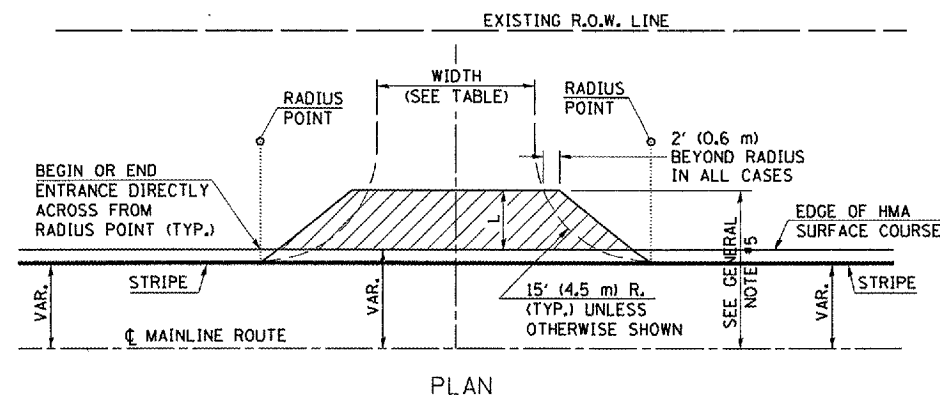 EXISTING R.O.W. LINE
WIDTH
(SEE TABLE)
RADIUS
POINT
RADIUS
POINT
2' (0.6 m)
BEYOND RADIUS
IN ALL CASES
BEGIN OR END
ENTRANCE DIRECTLY
ACROSS FROM
RADIUS POINT (TYP.)
L
EDGE OF HMA
SURFACE COURSE
STRIPE
15' (4.5 m) R.
(TYP.) UNLESS
OTHERWISE SHOWN
SEE GENERAL
NOTE #5
STRIPE
VAR.
VAR.
VAR.
℄ MAINLINE ROUTE
PLAN